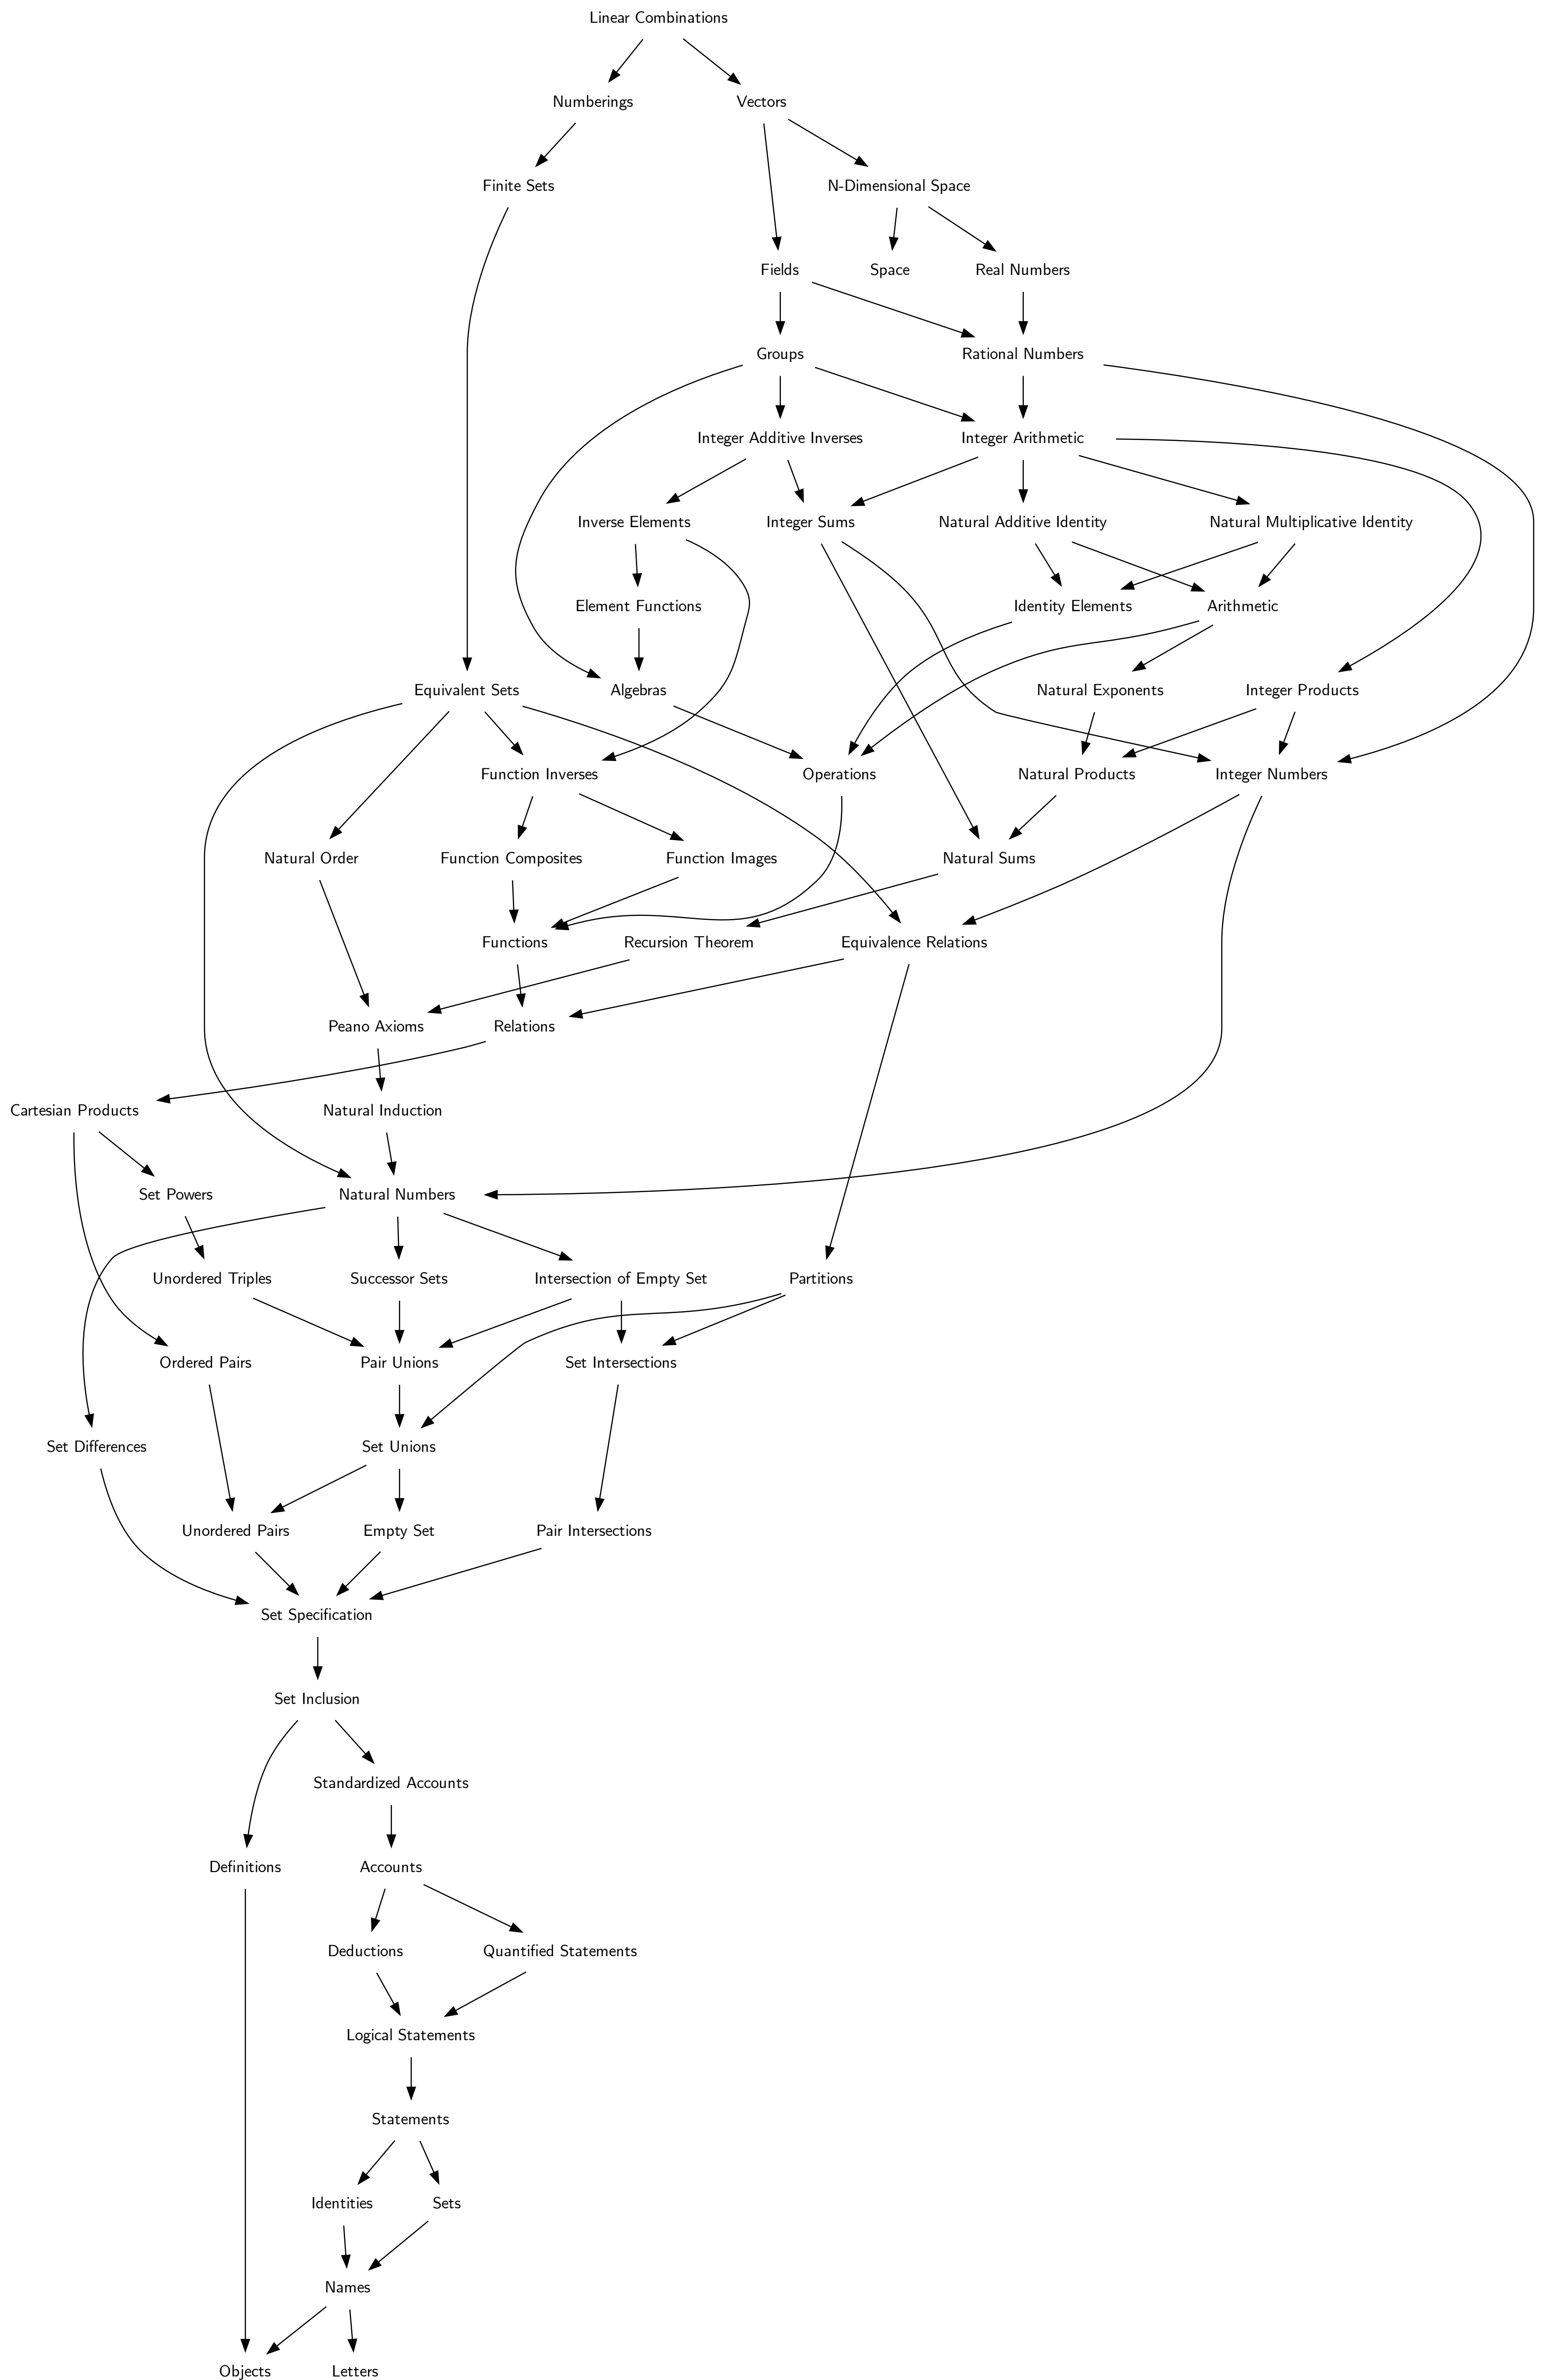 Linear Combinations
Numberings
Vectors
Finite Sets
N-Dimensional Space
Fields
Space
Real Numbers
Groups
Rational Numbers
Integer Additive Inverses
Integer Arithmetic
Inverse Elements
Integer Sums
Natural Additive Identity
Natural Multiplicative Identity
Element Functions
Identity Elements
Arithmetic
Equivalent Sets
Algebras
Natural Exponents
Integer Products
Function Inverses
Operations
Natural Products
Integer Numbers
Natural Order
Function Composites
Function Images
Natural Sums
Functions
Recursion Theorem
Equivalence Relations
Peano Axioms
Relations
Cartesian Products
Natural Induction
Set Powers
Natural Numbers
Unordered Triples
Successor Sets
Intersection of Empty Set
Partitions
Ordered Pairs
Pair Unions
Set Intersections
Set Differences
Set Unions
Unordered Pairs
Empty Set
Pair Intersections
Set Specification
Set Inclusion
Standardized Accounts
Definitions
Accounts
Deductions
Quantified Statements
Logical Statements
Statements
Identities
Sets
Names
Objects
Letters